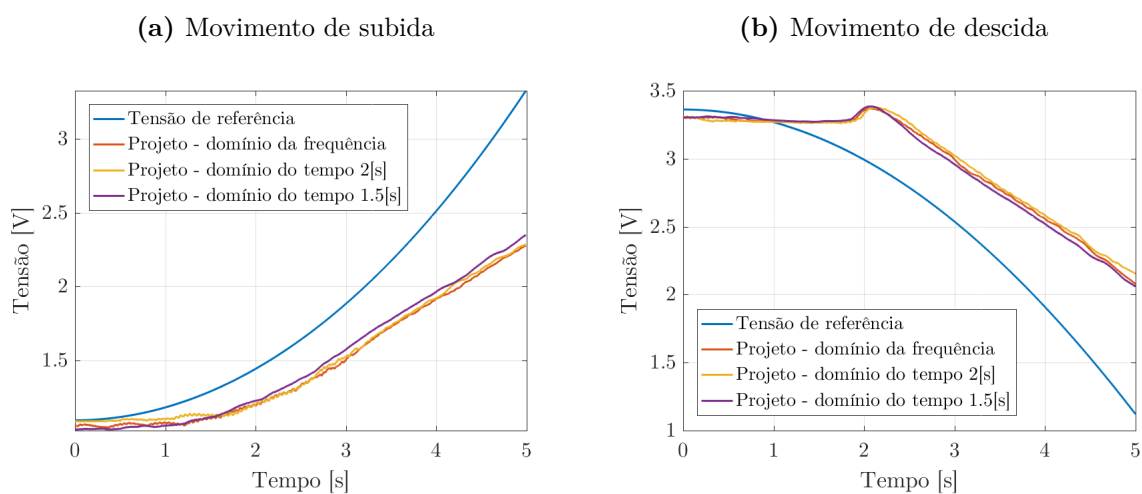 (a) Movimento de subida
3
2.5
2
1.5
0
1
2
3
4
5
Tensão [V]
Tempo [s]
Tensão de referência
Projeto - domínio da frequência
Projeto - domínio do tempo 2[s]
Projeto - domínio do tempo 1.5[s]
(b) Movimento de descida
3.5
3
2.5
2
1.5
1
0
1
2
3
4
5
Tensão [V]
Tempo [s]
Tensão de referência
Projeto - domínio da frequência
Projeto - domínio do tempo 2[s]
Projeto - domínio do tempo 1.5[s]